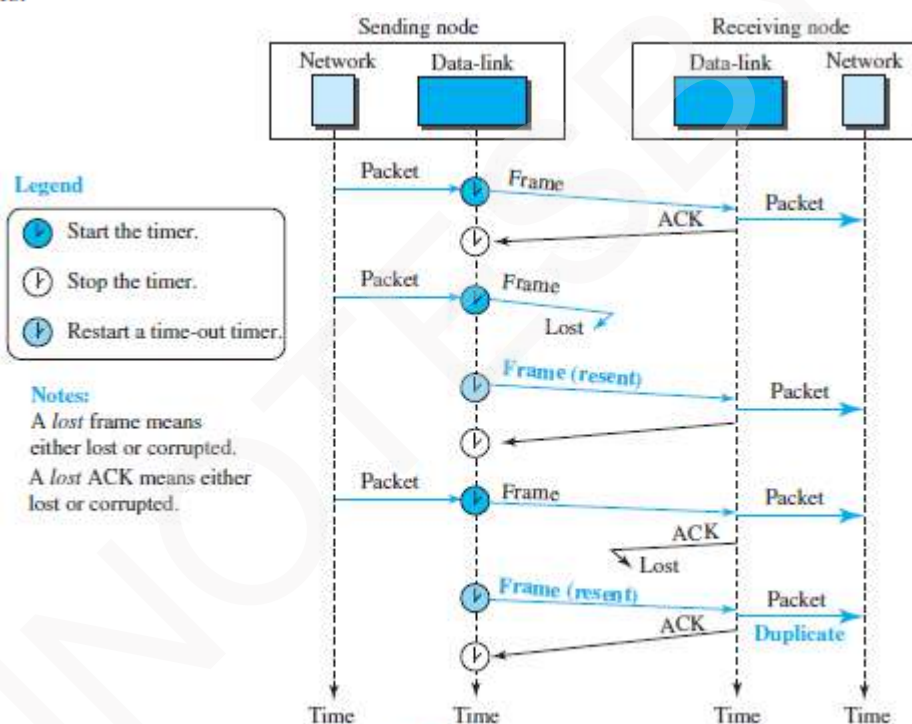 Sending node
Receiving node
Network
Data-link
Data-link
Network
Legend
Start the timer.
Stop the timer.
Restart a time-out timer.
Notes:
A lost frame means
either lost or corrupted.
A lost ACK means either
lost or corrupted.
Packet
Frame
Packet
ACK
Packet
Frame
Lost
Frame (resent)
Packet
Packet
Frame
Packet
ACK
Lost
Frame (resent)
Packet
ACK
Duplicate
Time
Time
Time
Time